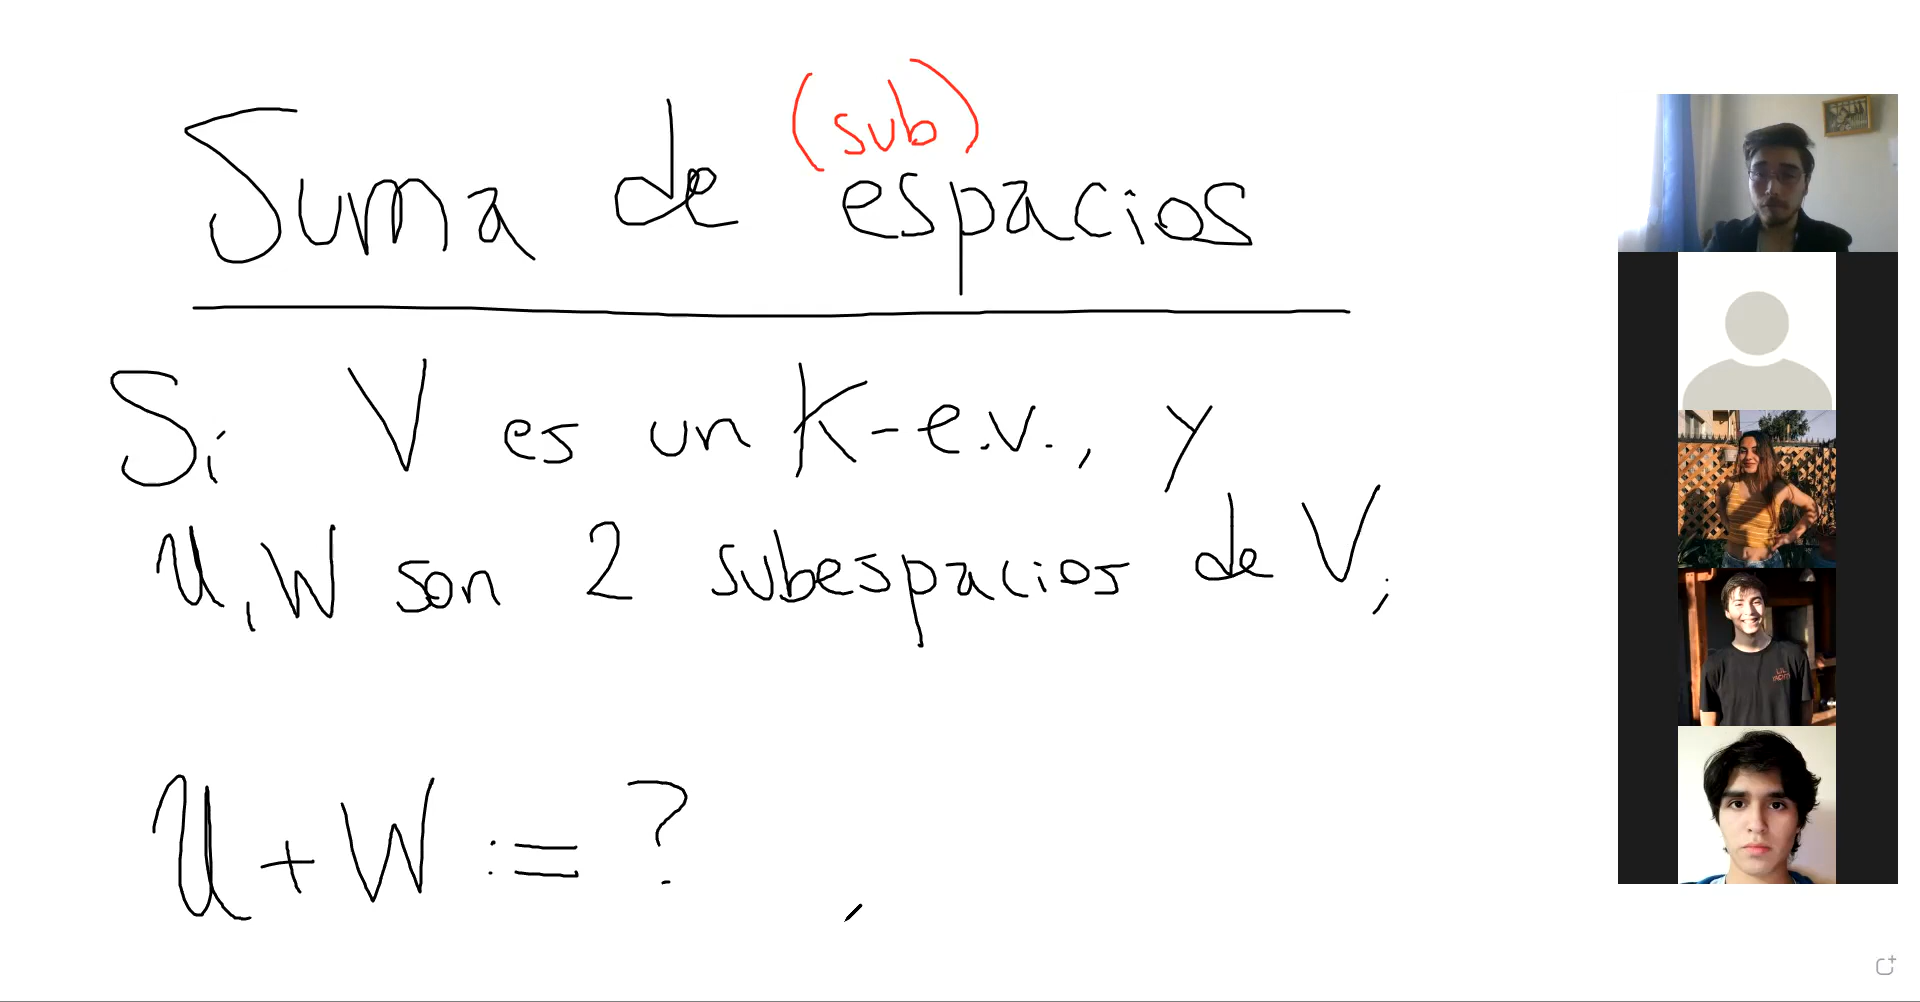 (sub)
Suma de espacios
Si V es un K-e.v., y
U, W son 2 subespacios de V;
U + W := ?